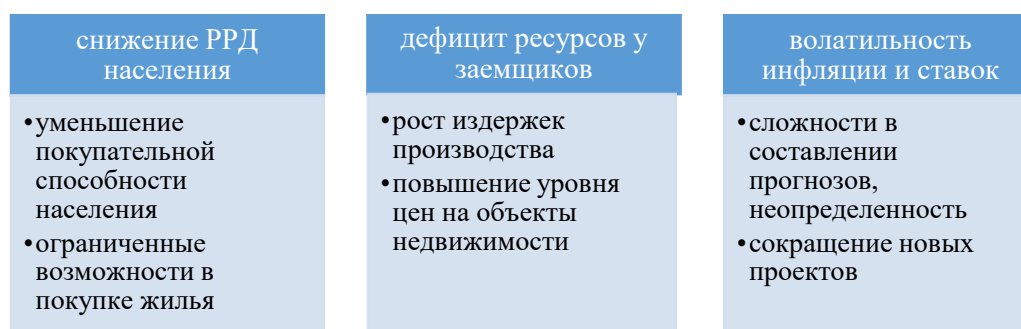 снижение РРД
населения
•уменьшение
покупательной
способности
населения
•ограниченные
возможности в
покупке жилья
дефицит ресурсов у
заемщиков
•рост издержек
производства
•повышение уровня
цен на объекты
недвижимости
волатильность
инфляции и ставок
•сложности в
составлении
прогнозов,
неопределенность
•сокращение новых
проектов